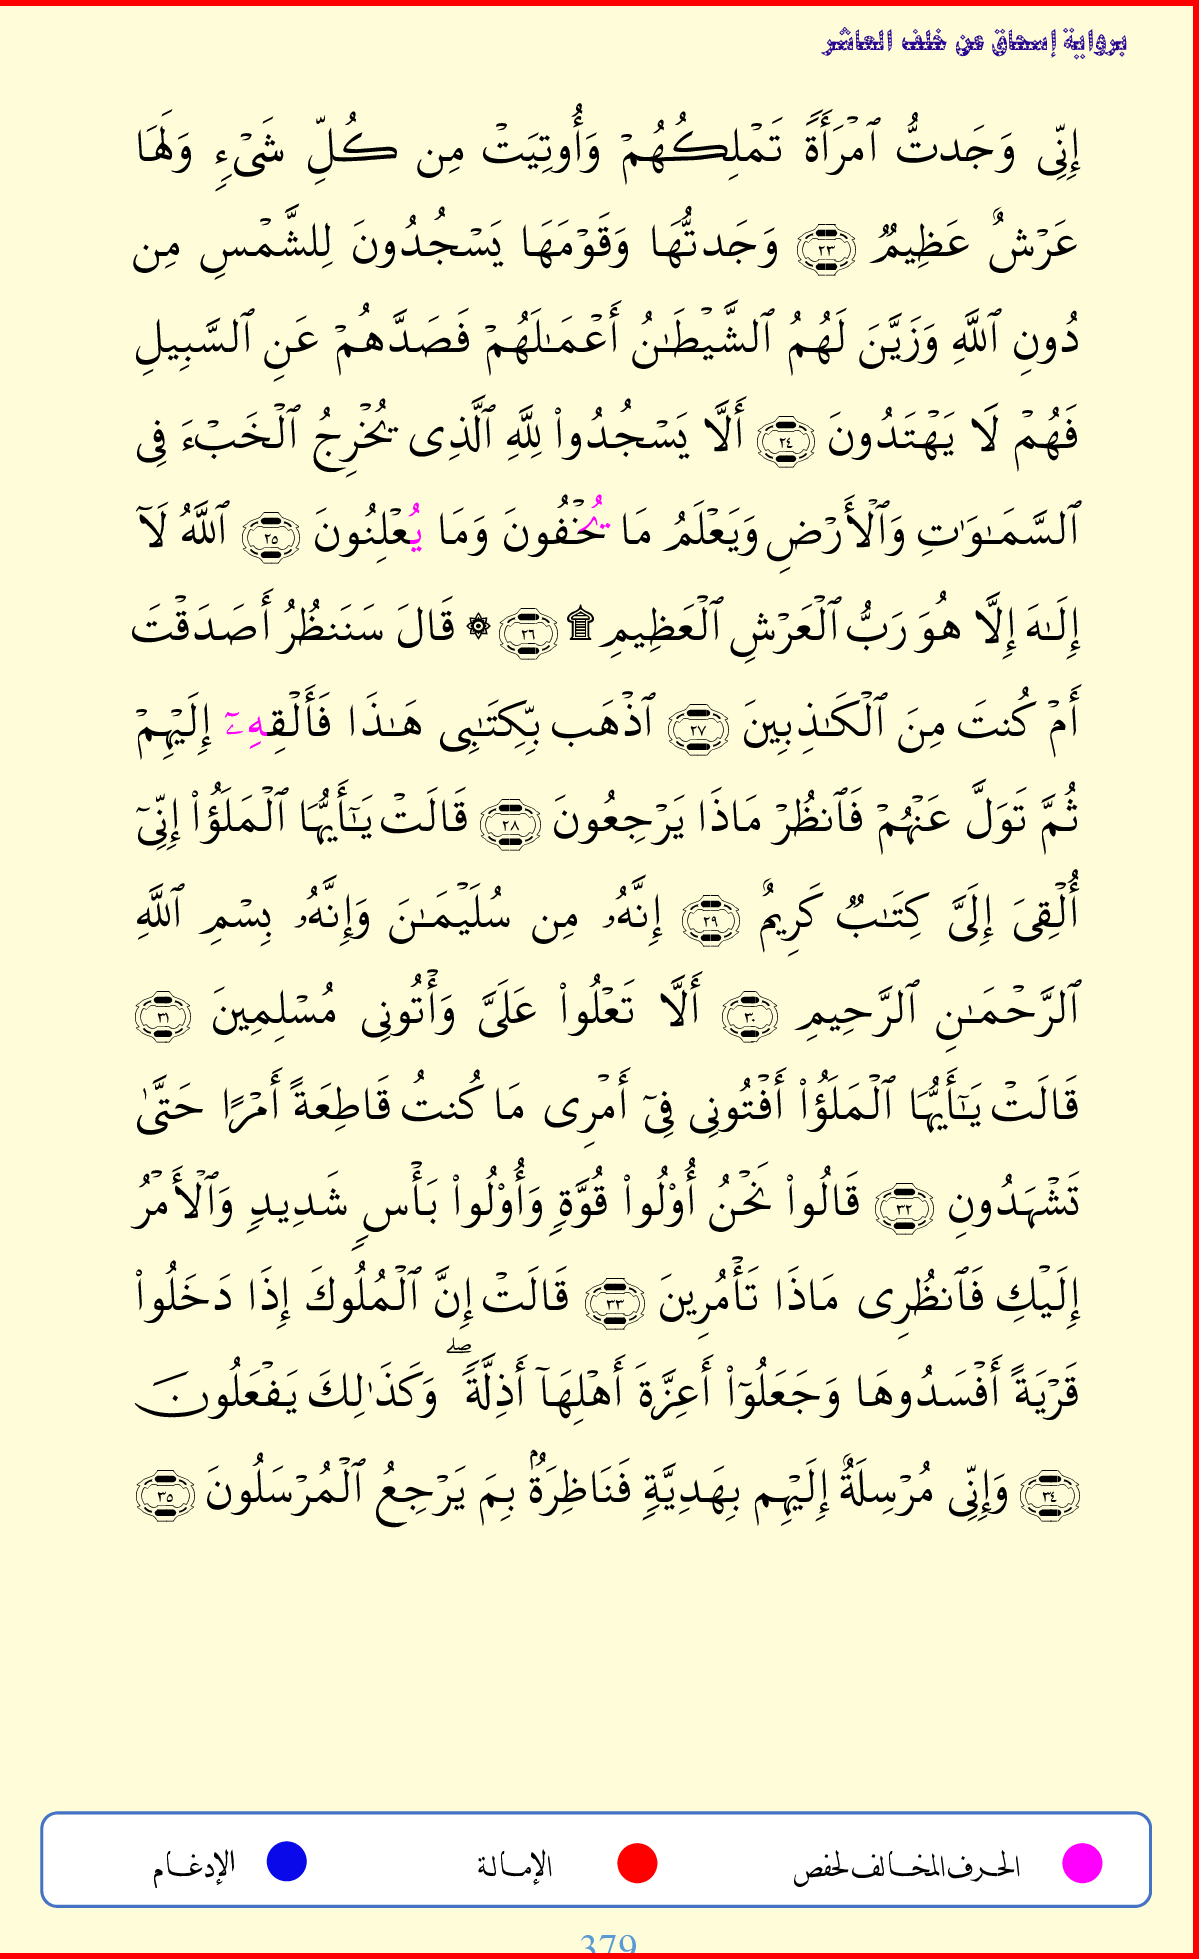 برواية إسحاق عن خلف العاشر
إِنِّى وَجَدتُّ ٱمۡرَأَةً تَمۡلِكُهُمۡ وَأُوتِيَتۡ مِن كُلِّ شَىۡءٍ وَلَهَا
عَرۡشٌ عَظِيمٌ ٢٣ وَجَدتُّهَا وَقَوۡمَهَا يَسۡجُدُونَ لِلشَّمۡسِ مِن
دُونِ ٱللَّهِ وَزَيَّنَ لَهُمُ ٱلشَّيۡطَـٰنُ أَعۡمَـٰلَهُمۡ فَصَدَّهُمۡ عَنِ ٱلسَّبِيلِ
فَهُمۡ لَا يَهۡتَدُونَ ٢٤ أَلَّا يَسۡجُدُواْ لِلَّهِ ٱلَّذِى يُخۡرِجُ ٱلۡخَبۡءَ فِى
ٱلسَّمَـٰوَٰتِ وَٱلۡأَرۡضِ وَيَعۡلَمُ مَا يُخۡفُونَ وَمَا يُعۡلِنُونَ ٢٥ ٱللَّهُ لَآ
إِلَـٰهَ إِلَّا هُوَ رَبُّ ٱلۡعَرۡشِ ٱلۡعَظِيمِ ۩ ٢٦ ۞ قَالَ سَنَنظُرُ أَصَدَقۡتَ
أَمۡ كُنتَ مِنَ ٱلۡكَـٰذِبِينَ ٢٧ ٱذۡهَب بِّكِتَـٰبِى هَـٰذَا فَأَلۡقِهِۦٓ إِلَيۡهِمۡ
ثُمَّ تَوَلَّ عَنۡهُمۡ فَٱنظُرۡ مَاذَا يَرۡجِعُونَ ٢٨ قَالَتۡ يَـٰٓأَيُّهَا ٱلۡمَلَؤُاْ إِنِّىٓ
أُلۡقِىَ إِلَىَّ كِتَـٰبٌ كَرِيمٌ ٢٩ إِنَّهُۥ مِن سُلَيۡمَـٰنَ وَإِنَّهُۥ بِسۡمِ ٱللَّهِ
ٱلرَّحۡمَـٰنِ ٱلرَّحِيمِ ٣٠ أَلَّا تَعۡلُواْ عَلَىَّ وَأۡتُونِى مُسۡلِمِينَ ٣١
قَالَتۡ يَـٰٓأَيُّهَا ٱلۡمَلَؤُاْ أَفۡتُونِى فِىٓ أَمۡرِى مَا كُنتُ قَاطِعَةً أَمۡرًا حَتَّىٰ
تَشۡهَدُونِ ٣٢ قَالُواْ نَحۡنُ أُوْلُواْ قُوَّةٍ وَأُوْلُواْ بَأۡسٍ شَدِيدٍ وَٱلۡأَمۡرُ
إِلَيۡكِ فَٱنظُرِى مَاذَا تَأۡمُرِينَ ٣٣ قَالَتۡ إِنَّ ٱلۡمُلُوكَ إِذَا دَخَلُواْ
قَرۡيَةً أَفۡسَدُوهَا وَجَعَلُوٓاْ أَعِزَّةَ أَهۡلِهَآ أَذِلَّةًۖ وَكَذَٰلِكَ يَفۡعَلُونَ
٣٤ وَإِنِّى مُرۡسِلَةٌ إِلَيۡهِم بِهَدِيَّةٍ فَنَاظِرَةُۢ بِمَ يَرۡجِعُ ٱلۡمُرۡسَلُونَ ٣٥
الحرف المخالف لحفص الإمالة الإدغام
379